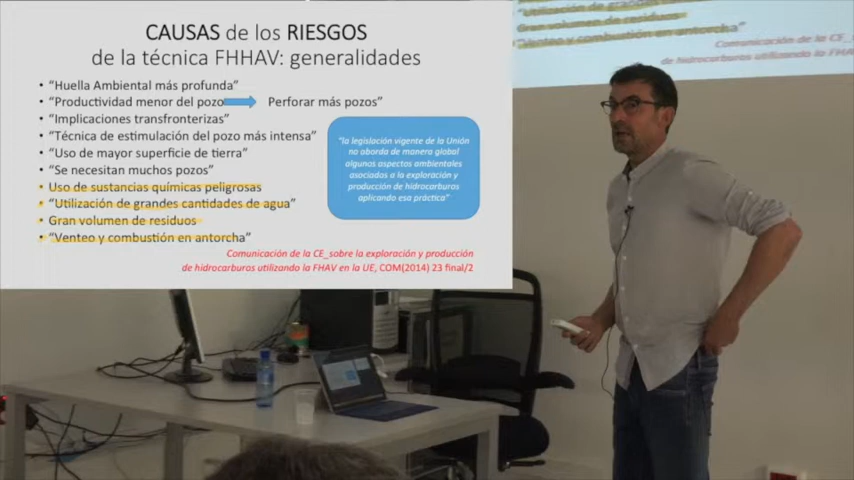 CAUSAS de los RIESGOS
de la técnica FHHAV: generalidades
• "Huella Ambiental más profunda"
• "Productividad menor del pozo Perforar más pozos"
• "Implicaciones transfronterizas"
• "Técnica de estimulación del pozo más intensa"
• "Uso de mayor superficie de tierra"
• "Se necesitan muchos pozos"
• Uso de sustancias químicas peligrosas
• "Utilización de grandes cantidades de agua"
• Gran volumen de residuos
• "Venteo y combustión en antorcha"
"la legislación vigente de la Unión
no aborda de manera global
algunos aspectos ambientales
asociados a la exploración y
producción de hidrocarburos
aplicando esa práctica"
Comunicación de la CE_sobre la exploración y producción
de hidrocarburos utilizando la FHAV en la UE, COM(2014) 23 final/2
"Utilización de grandes
Gran volumen de residuos
"Venteo y combustión en antorcha"
Comunicación de la CE_
de hidrocarburos utilizando la FHA